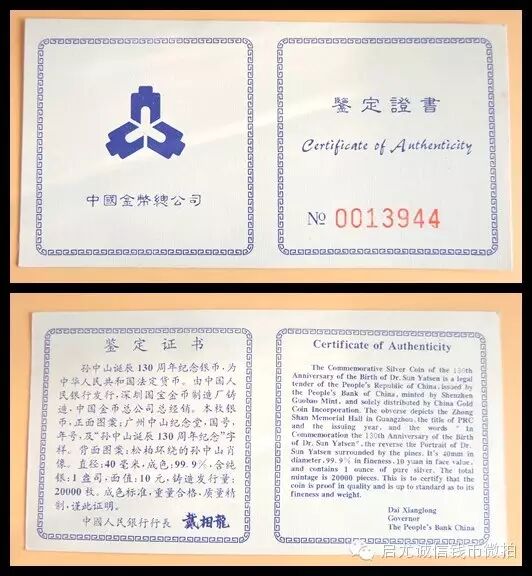 鑒定證書
Certificate of Authenticity
中國金幣總公司
No 0013944
鉴定证书
孙中山诞辰130周年纪念银币,为
中华人民共和国法定货币。由中国人
民银行发行,深圳国宝金币制造厂铸
造,中国金币总公司总经销。本枚银
币,正面图案:广州中山纪念堂,国号,
年号,及“孙中山诞辰130周年纪念”字
样。背面图案:松柏环绕的孙中山肖
像。直径:40毫米,成色:99.9%,含纯
银:1盎司,面值:10元,铸造发行量:
20000枚。成色标准,重量合格,质量精
制,谨此证明。
中國人民銀行行長 戴相龍
Certificate of Authenticity
The Commemorative Silver Coin of the 130th
Anniversary of the Birth of Dr. Sun Yatsen is a legal
tender of the People's Republic of China, issued by
the People's Bank of China, minted by Shenzhen
Guobao Mint, and solely distributed by China Gold
Coin Incorporation. The obverse depicts the Zhong
Shan Memorial Hall in Guangzhou, the title of PRC
and the issuing year, and the words " In
Commemoration the 130th Anniversary of the Birth
of Dr. Sun Yatsen", the reverse the Portrait of Dr.
Sun Yatsen surrounded by the pines. It's 40mm in
diameter, 99.9% in fineness, 10 yuan in face value,
and contains 1 ounce of pure silver. The total
mintage is 20000 pieces. This is to certify that the
coin is proof in quality and is up to standard as to its
fineness and weight.
Dai Xianglong
Governor
The People's Bank China
启元诚信钱币微拍